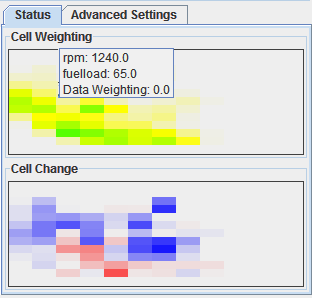 Status
Advanced Settings
Cell Weighting
rpm: 1240.0
fuelload: 65.0
Data Weighting: 0.0
Cell Change